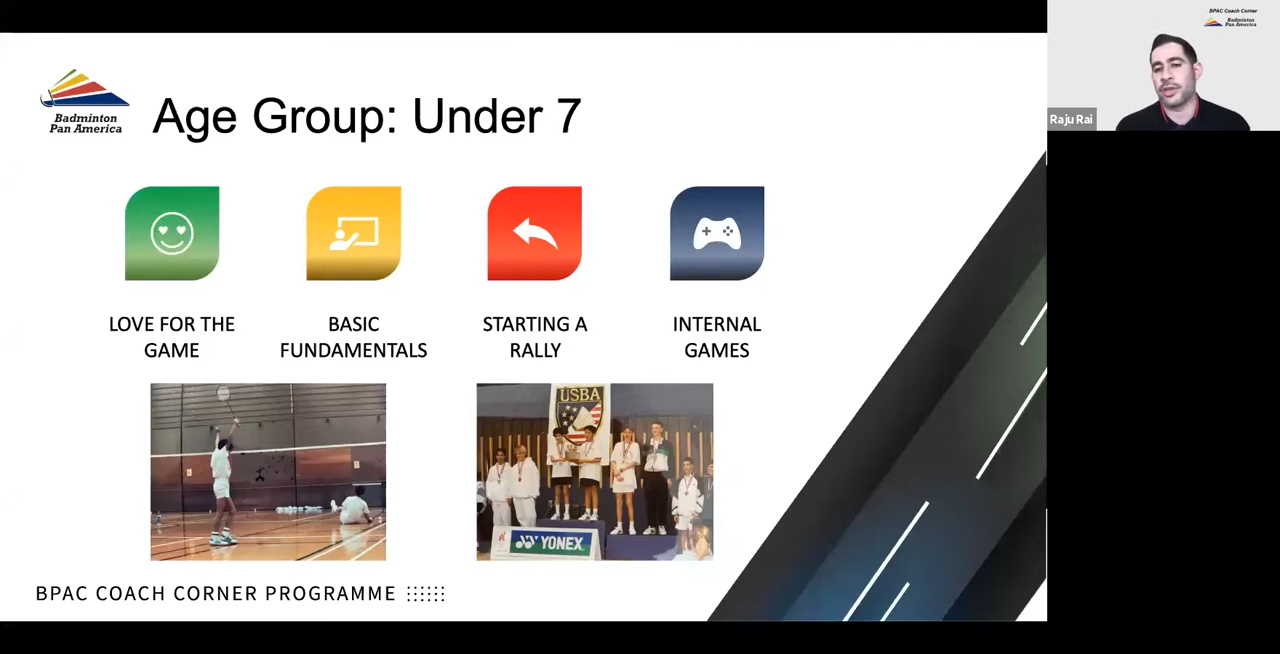 BPAC Coach Corner
Badminton
Pan America
Raju Rai
Badminton
Pan America
Age Group: Under 7
LOVE FOR THE
GAME
BASIC
FUNDAMENTALS
STARTING A
RALLY
INTERNAL
GAMES
USBA
YONEX
BPAC COACH CORNER PROGRAMME